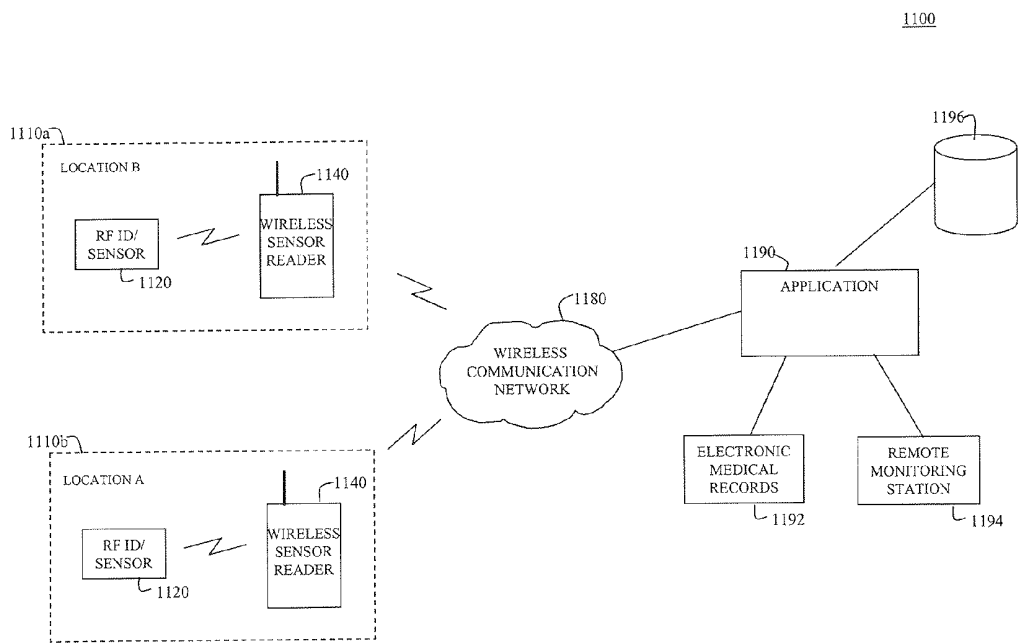 1100
1110a
LOCATION B
1140
RF ID/
SENSOR
1120
WIRELESS
SENSOR
READER
1196
1190
APPLICATION
1180
WIRELESS
COMMUNICATION
NETWORK
1110b
LOCATION A
1140
RF ID/
SENSOR
1120
WIRELESS
SENSOR
READER
ELECTRONIC
MEDICAL
RECORDS
1192
REMOTE
MONITORING
STATION
1194